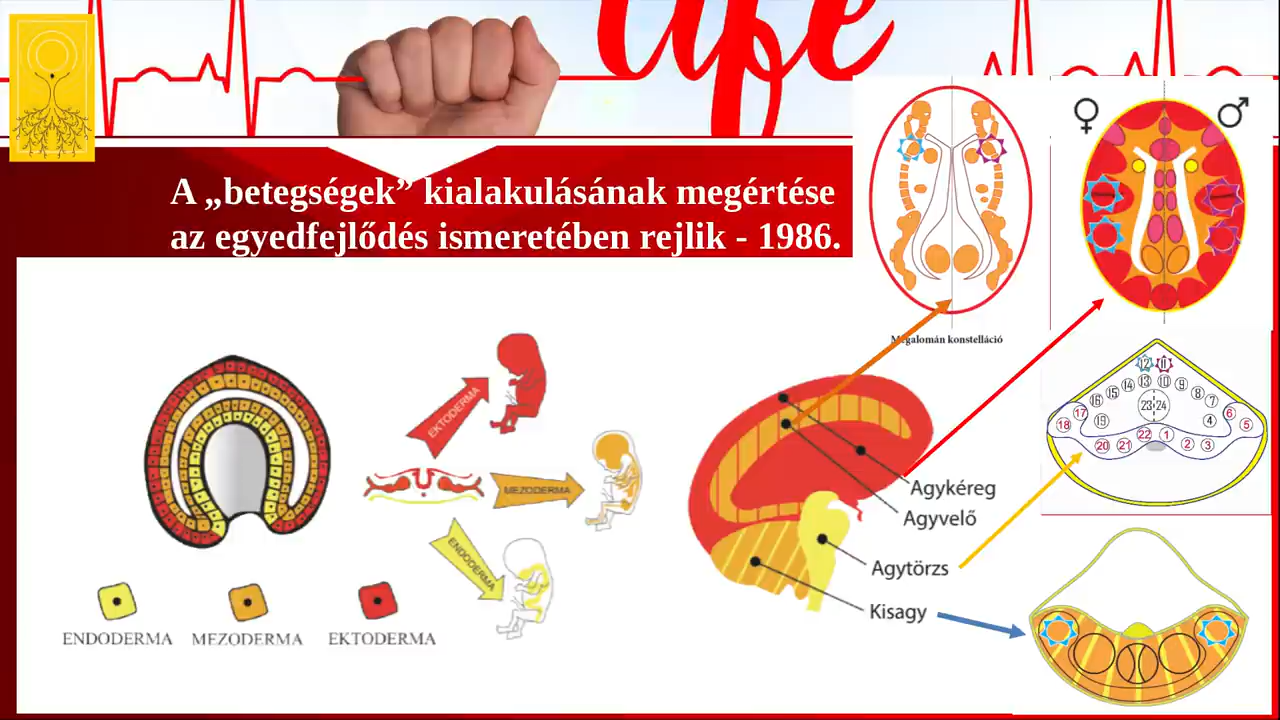 life
A „betegségek” kialakulásának megértése
az egyedfejlődés ismeretében rejlik - 1986.
♀ ♂
Megalomán konstelláció
EKTODERMA
MEZODERMA
ENDODERMA
ENDODERMA MEZODERMA EKTODERMA
Agykéreg
Agyvelő
Agytörzs
Kisagy
12 11
16 15 14 13 10 9 8 7
18 17 19 23 24 4 6 5
20 21 22 1 2 3